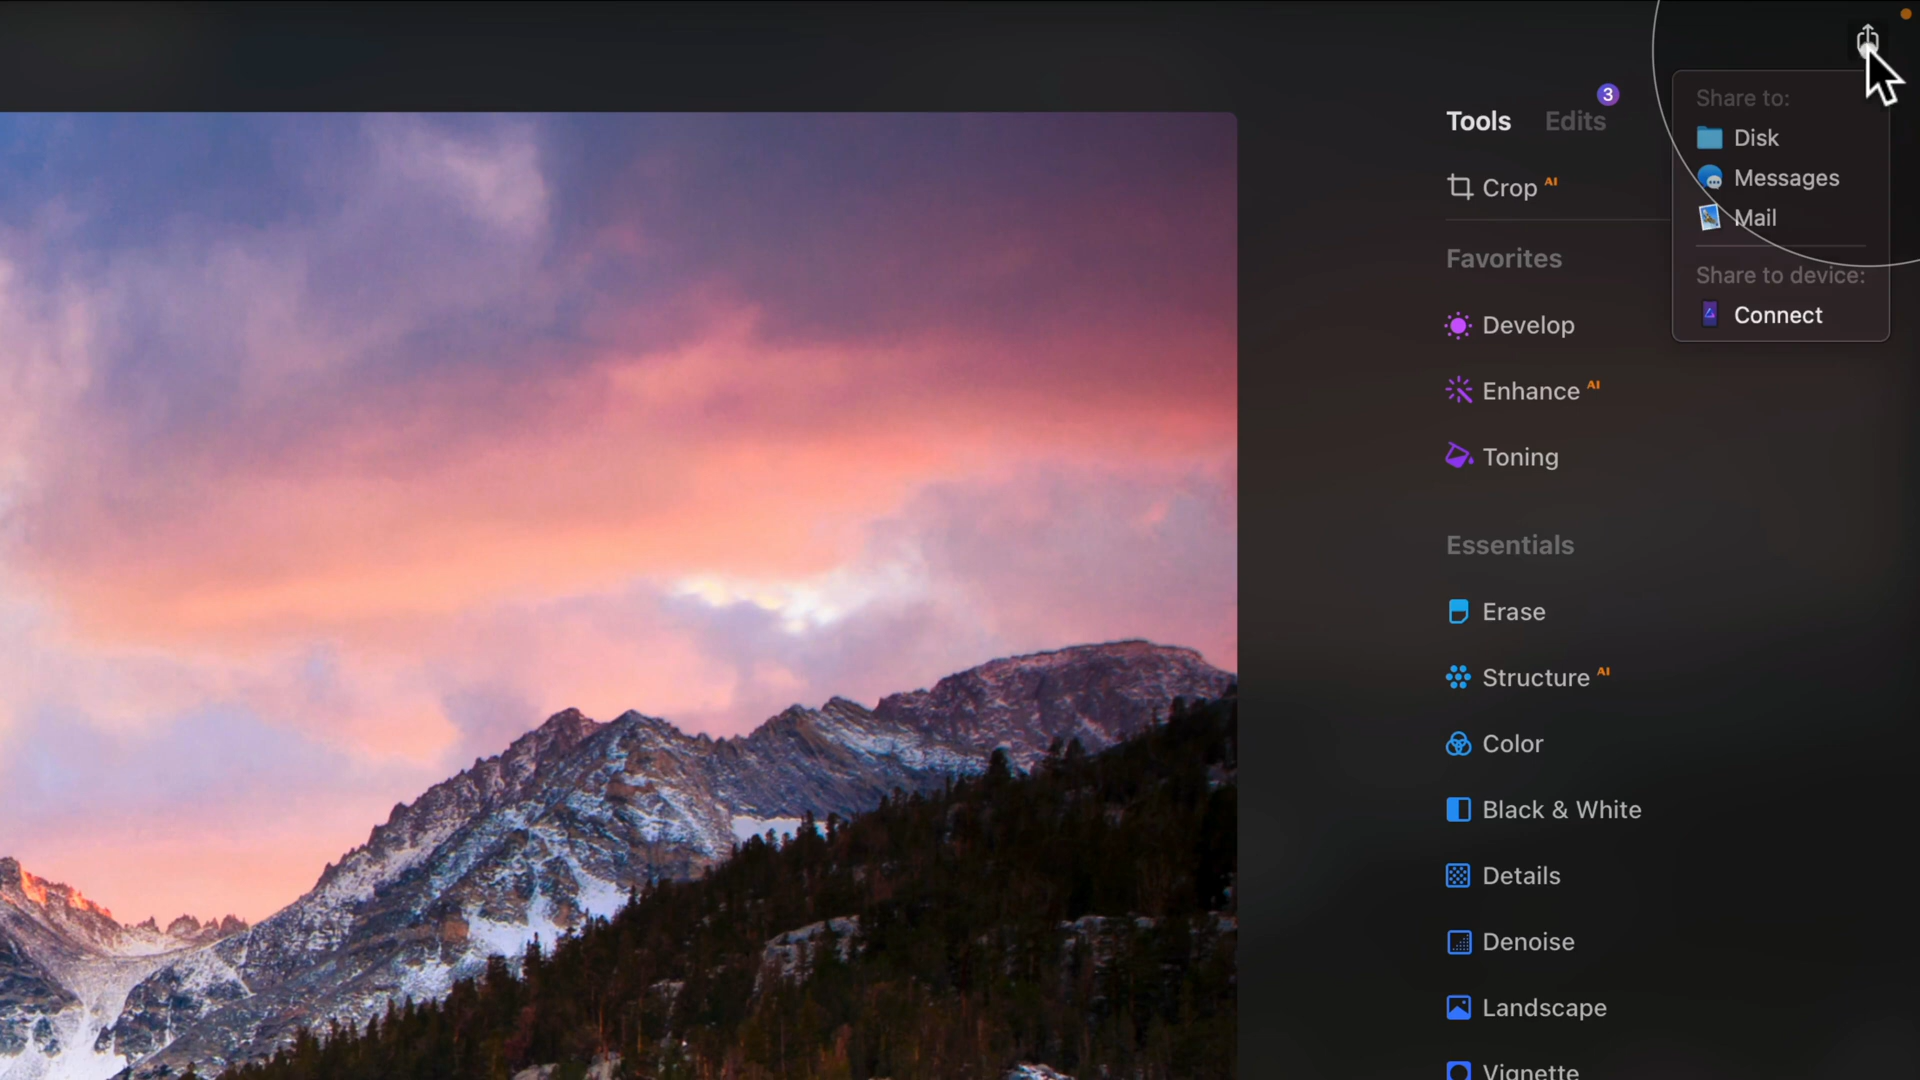 Share to:
Disk
Messages
Mail
Share to device:
Connect
Tools
Edits
3
Crop AI
Favorites
Develop
Enhance AI
Toning
Essentials
Erase
Structure AI
Color
Black & White
Details
Denoise
Landscape
Vignette